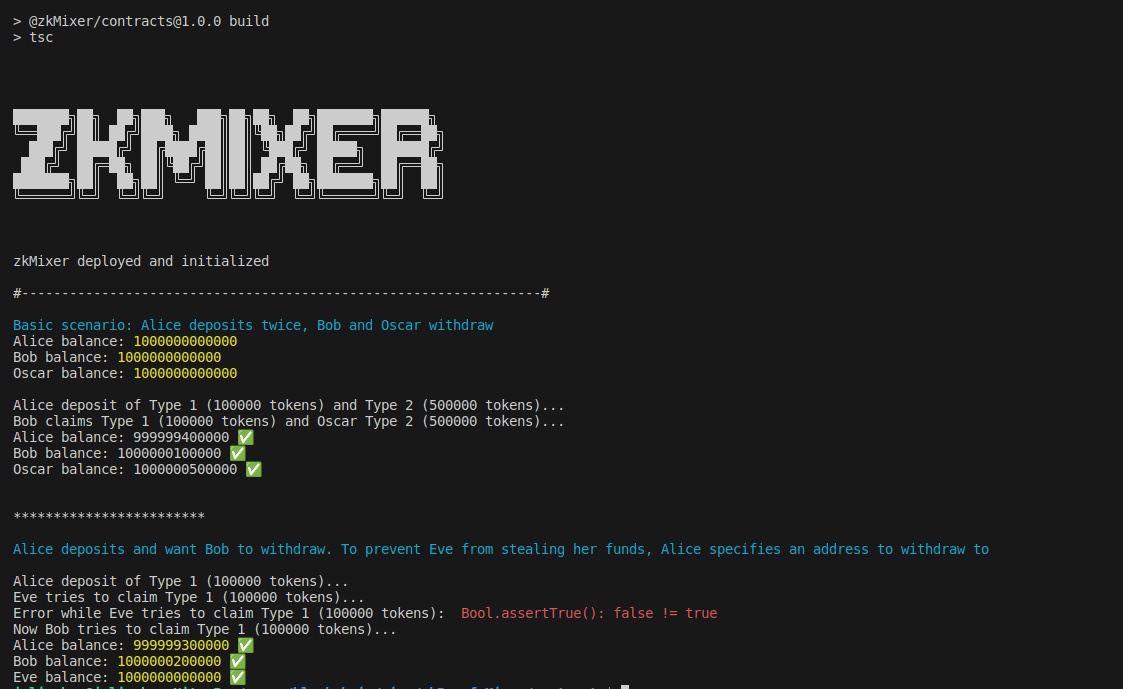 > @zkMixer/contracts@1.0.0 build
> tsc
ZKMIXER
zkMixer deployed and initialized
#-----------------------------------------------------------------#
Basic scenario: Alice deposits twice, Bob and Oscar withdraw
Alice balance: 1000000000000
Bob balance: 1000000000000
Oscar balance: 1000000000000
Alice deposit of Type 1 (100000 tokens) and Type 2 (500000 tokens)...
Bob claims Type 1 (100000 tokens) and Oscar Type 2 (500000 tokens)...
Alice balance: 999999400000 ✅
Bob balance: 1000000100000 ✅
Oscar balance: 1000000500000 ✅
************************
Alice deposits and want Bob to withdraw. To prevent Eve from stealing her funds, Alice specifies an address to withdraw to
Alice deposit of Type 1 (100000 tokens)...
Eve tries to claim Type 1 (100000 tokens)...
Error while Eve tries to claim Type 1 (100000 tokens):  Bool.assertTrue(): false != true
Now Bob tries to claim Type 1 (100000 tokens)...
Alice balance: 999999300000 ✅
Bob balance: 1000000200000 ✅
Eve balance: 1000000000000 ✅